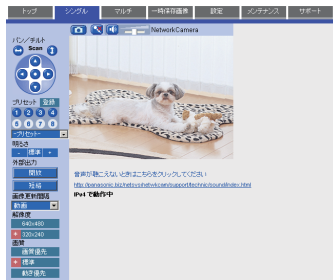 トップ
シングル
マルチ
一時保存画像
設定
メンテナンス
サポート
NetworkCamera
パン／チルト
Scan
プリセット 登録
1 2 3 4
5 6 7 8
-プリセット-
明るさ
- 標準 +
外部出力
開放
短絡
画像更新間隔
動画
解像度
640x480
320x240
画質
画質優先
標準
動き優先
音声が聴こえないときはこちらをクリックしてください
http://panasonic.biz/netsys/netwkcam/support/technic/sound/index.html
IPv4 で動作中